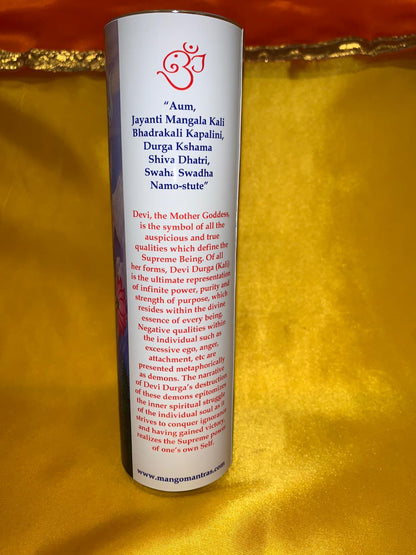 “Aum,
Jayanti Mangala Kali
Bhadrakali Kapalini,
Durga Kshama
Shiva Dhatri,
Swaha Swadha
Namo-stute”
Devi, the Mother Goddess,
is the symbol of all the
auspicious and true
qualities which define the
Supreme Being. Of all
her forms, Devi Durga (Kali)
is the ultimate representation
of infinite power, purity and
strength of purpose, which
resides within the divine
essence of every being.
Negative qualities within
the individual such as
excessive ego, anger,
attachment, etc are
presented metaphorically
as demons. The narrative
of Devi Durga’s destruction
of these demons epitomizes
the inner spiritual struggle
of the individual soul as it
strives to conquer ignorance
and having gained victory,
realizes the Supreme power
of one’s own Self.
www.mangomantras.com